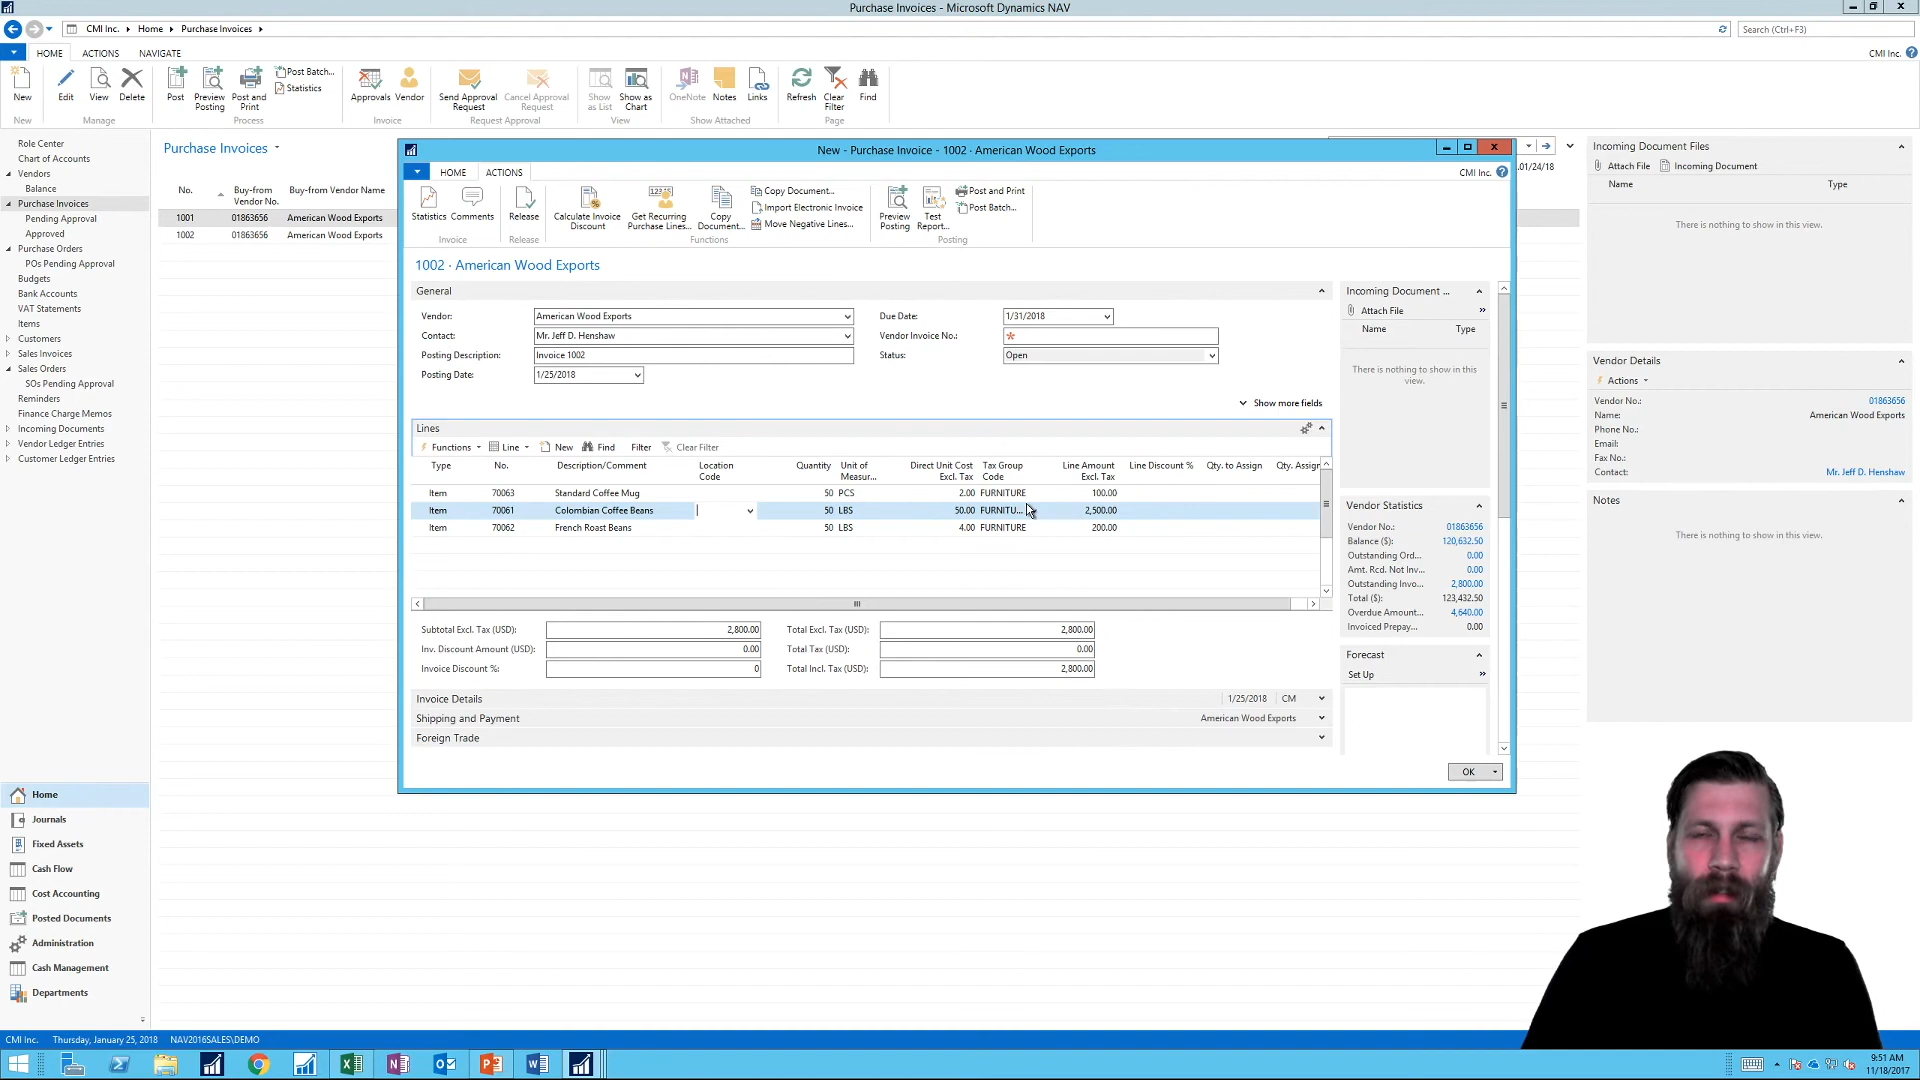 Purchase Invoices - Microsoft Dynamics NAV
CMI Inc. Home Purchase Invoices
Search (Ctrl+F3)
HOME ACTIONS NAVIGATE
CMI Inc.
New
Edit View Delete
Post Preview Posting Post and Print Post Batch... Statistics
Approvals Vendor
Send Approval Request Cancel Approval Request
Show as List Show as Chart
OneNote Notes Links
Refresh Clear Filter Find
New Manage Process Invoice Request Approval View Show Attached Page
Role Center
Chart of Accounts
Vendors
Balance
Purchase Invoices
Pending Approval
Approved
Purchase Orders
POs Pending Approval
Budgets
Bank Accounts
VAT Statements
Items
Customers
Sales Invoices
Sales Orders
SOs Pending Approval
Reminders
Finance Charge Memos
Incoming Documents
Vendor Ledger Entries
Customer Ledger Entries
Home
Journals
Fixed Assets
Cash Flow
Cost Accounting
Posted Documents
Administration
Cash Management
Departments
Purchase Invoices
No. Buy-from Vendor No. Buy-from Vendor Name
1001 01863656 American Wood Exports
1002 01863656 American Wood Exports
.01/24/18
New - Purchase Invoice - 1002 · American Wood Exports
HOME ACTIONS
CMI Inc.
Statistics Comments
Release
Calculate Invoice Discount
Get Recurring Purchase Lines...
Copy Document...
Copy Document...
Import Electronic Invoice
Move Negative Lines...
Preview Posting
Test Report...
Post and Print
Post Batch...
Invoice Release Functions Posting
1002 · American Wood Exports
General
Vendor: American Wood Exports
Contact: Mr. Jeff D. Henshaw
Posting Description: Invoice 1002
Posting Date: 1/25/2018
Due Date: 1/31/2018
Vendor Invoice No.: *
Status: Open
Show more fields
Lines
Functions Line New Find Filter Clear Filter
Type No. Description/Comment Location Code Quantity Unit of Measur... Direct Unit Cost Excl. Tax Tax Group Code Line Amount Excl. Tax Line Discount % Qty. to Assign Qty. Assign
Item 70063 Standard Coffee Mug 50 PCS 2.00 FURNITURE 100.00
Item 70061 Colombian Coffee Beans 50 LBS 50.00 FURNITU... 2,500.00
Item 70062 French Roast Beans 50 LBS 4.00 FURNITURE 200.00
Subtotal Excl. Tax (USD): 2,800.00 Total Excl. Tax (USD): 2,800.00
Inv. Discount Amount (USD): 0.00 Total Tax (USD): 0.00
Invoice Discount %: 0 Total Incl. Tax (USD): 2,800.00
Invoice Details 1/25/2018 CM
Shipping and Payment American Wood Exports
Foreign Trade
Incoming Document ...
Attach File
Name Type
There is nothing to show in this view.
Vendor Statistics
Vendor No.: 01863656
Balance ($): 120,632.50
Outstanding Ord... 0.00
Amt. Rcd. Not Inv... 0.00
Outstanding Invo... 2,800.00
Total ($): 123,432.50
Overdue Amount... 4,640.00
Invoiced Prepay... 0.00
Forecast
Set Up
OK
Incoming Document Files
Attach File Incoming Document
Name Type
There is nothing to show in this view.
Vendor Details
Actions
Vendor No.: 01863656
Name: American Wood Exports
Phone No.:
Email:
Fax No.:
Contact: Mr. Jeff D. Henshaw
Notes
There is nothing to show in this view.
CMI Inc. Thursday, January 25, 2018 NAV2016SALES\DEMO
9:51 AM
11/18/2017